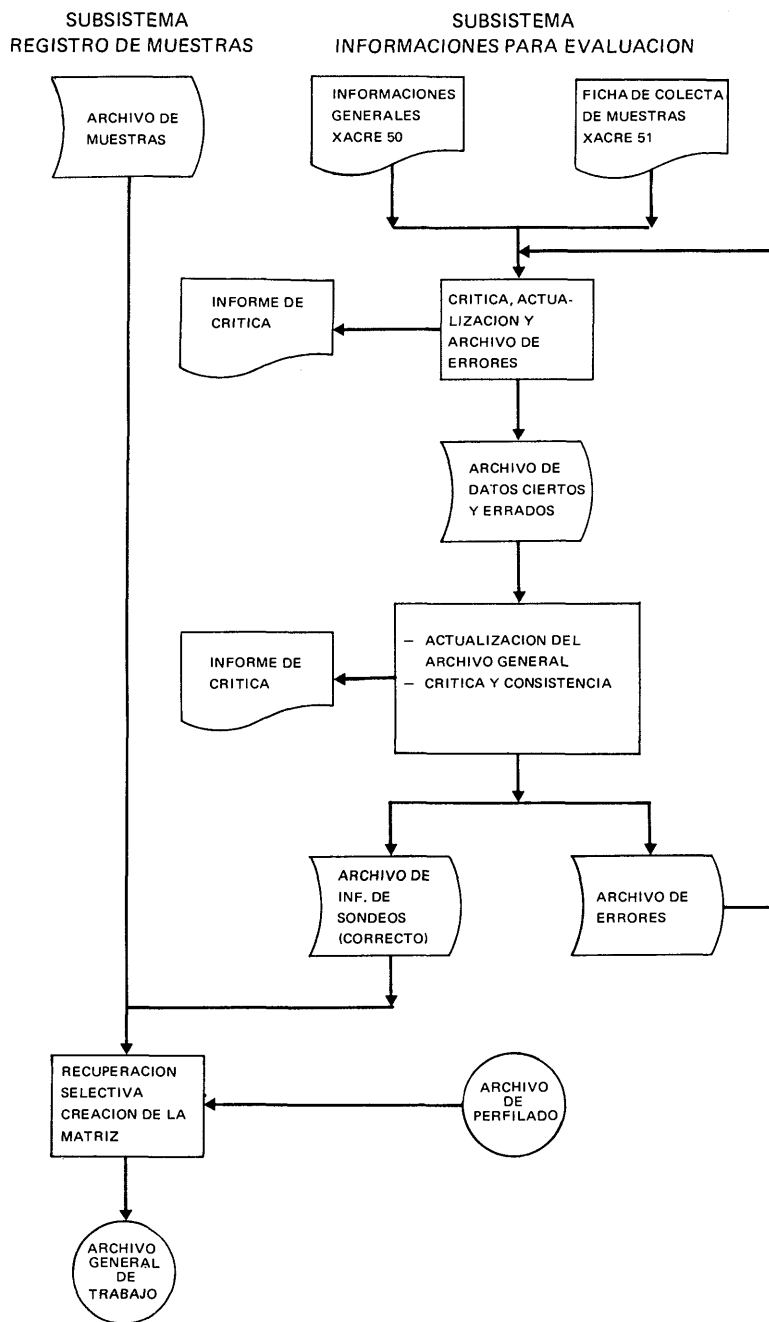 SUBSISTEMA
REGISTRO DE MUESTRAS
SUBSISTEMA
INFORMACIONES PARA EVALUACION
ARCHIVO DE
MUESTRAS
INFORMACIONES
GENERALES
XACRE 50
FICHA DE COLECTA
DE MUESTRAS
XACRE 51
INFORME DE
CRITICA
CRITICA, ACTUA-
LIZACION Y
ARCHIVO DE
ERRORES
ARCHIVO DE
DATOS CIERTOS
Y ERRADOS
INFORME DE
CRITICA
— ACTUALIZACION DEL
ARCHIVO GENERAL
— CRITICA Y CONSISTENCIA
ARCHIVO DE
INF. DE
SONDEOS
(CORRECTO)
ARCHIVO DE
ERRORES
RECUPERACION
SELECTIVA
CREACION DE LA
MATRIZ
ARCHIVO
DE
PERFILADO
ARCHIVO
GENERAL
DE
TRABAJO